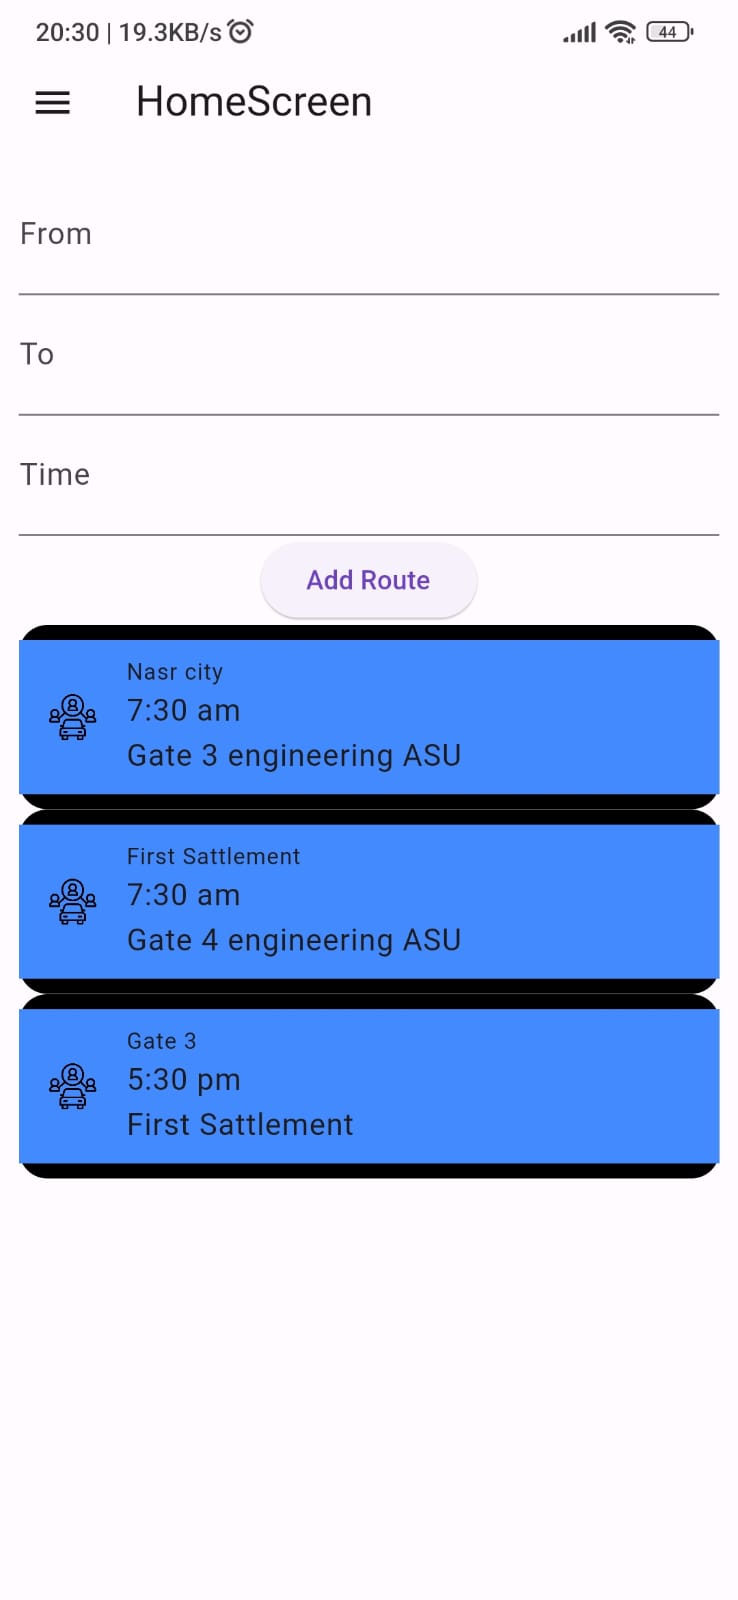 20:30 | 19.3KB/s
44
HomeScreen
From
To
Time
Add Route
Nasr city
7:30 am
Gate 3 engineering ASU
First Sattlement
7:30 am
Gate 4 engineering ASU
Gate 3
5:30 pm
First Sattlement